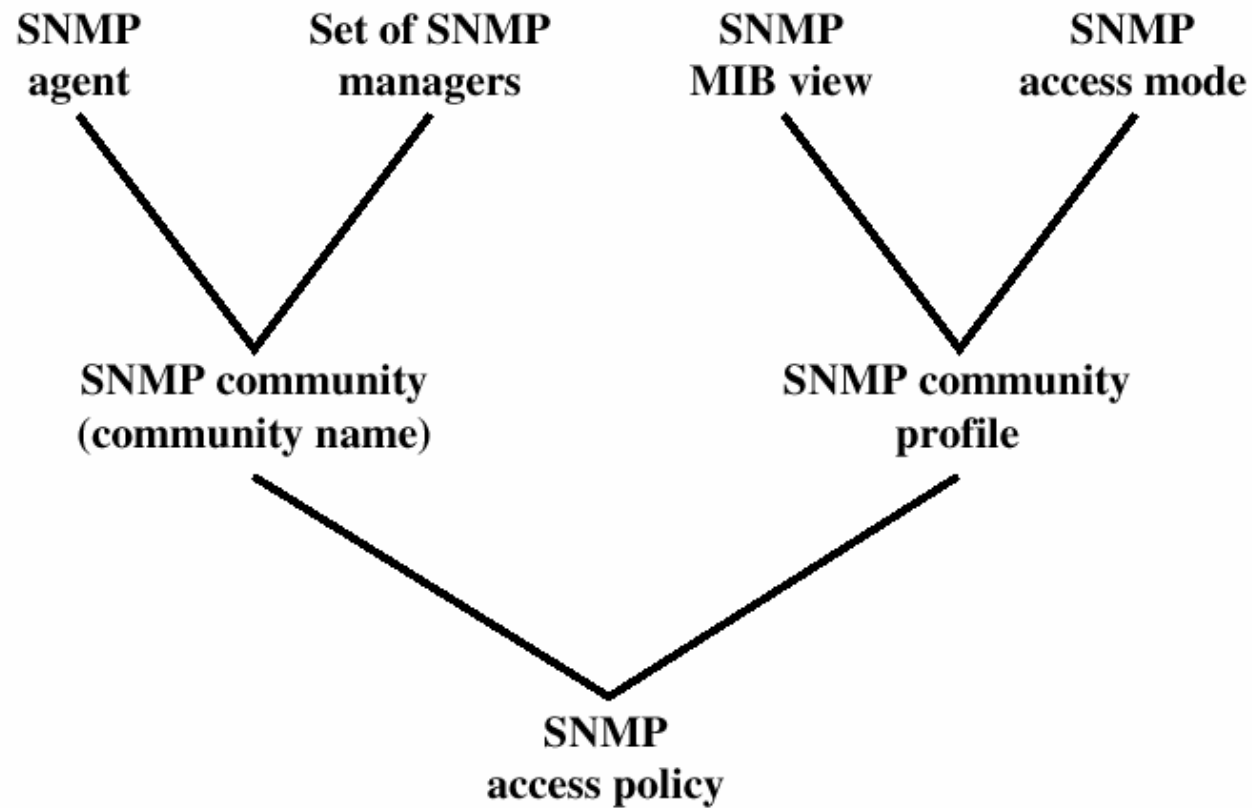 SNMP
agent
Set of SNMP
managers
SNMP
MIB view
SNMP
access mode
SNMP community
(community name)
SNMP community
profile
SNMP
access policy